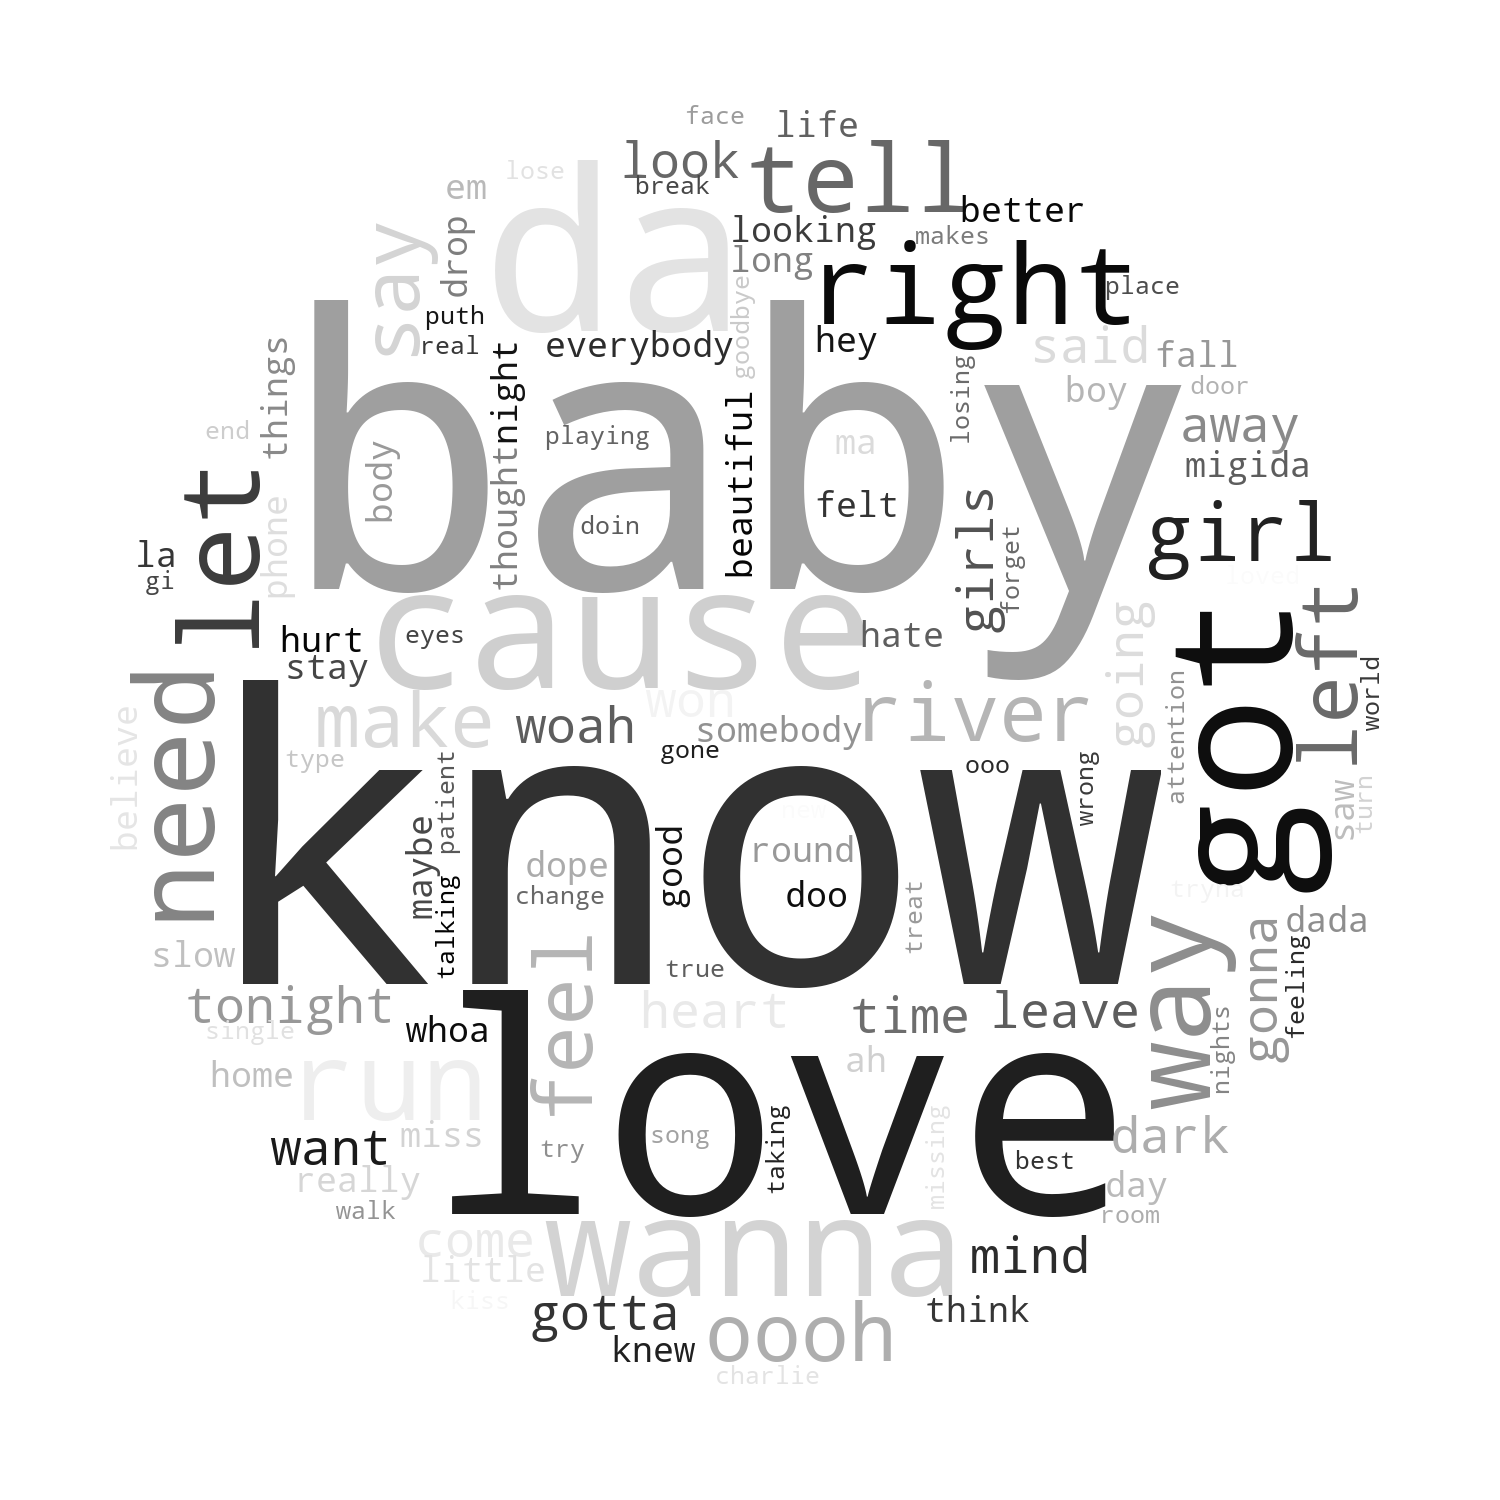 face
life
look
tell
lose
break
em
da
better
say
drop
looking
makes
long
right
goodbye
place
puth
real
everybody
hey
said
fall
things
baby
thought
night
losing
boy
door
end
body
playing
beautiful
ma
away
migida
let
phone
doin
felt
girls
forget
girl
la
gi
cause
loved
hurt
eyes
stay
hate
going
got
left
world
need
make
won
woah
somebody
river
attention
believe
type
know
patient
gone
ooo
wrong
saw
turn
maybe
talking
dope
change
good
new
round
doo
treat
tryna
way
dada
slow
feel
true
gonna
feeling
tonight
single
whoa
love
heart
time
leave
nights
home
run
ah
want
miss
try
song
taking
missing
best
dark
really
walk
day
room
come
little
wanna
mind
kiss
gotta
knew
oooh
think
charlie